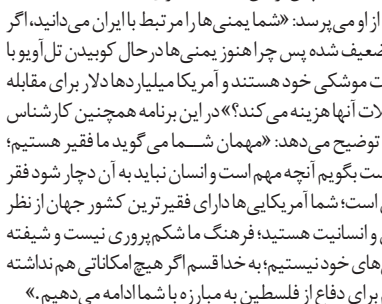 از او می‌پرسد: «شما یمنی‌ها را مرتبط با ایران می‌دانید، اگر
ضعیف شده پس چرا هنوز یمنی‌ها درحال کوبیدن تل‌آویو با
ت موشکی خود هستند و آمریکا میلیاردها دلار برای مقابله
لات آنها هزینه می کند؟» در این برنامه همچنین کارشناس
توضیح می‌دهد: «مهمان شما می گوید ما فقیر هستیم؛
ست بگویم آنچه مهم است و انسان نباید به آن دچار شود فقر
است؛ شما آمریکایی‌ها دارای فقیرترین کشور جهان از نظر
و انسانیت هستید؛ فرهنگ ما شکم‌پروری نیست و شیفته
های خود نیستیم؛ به خدا قسم اگر هیچ امکاناتی هم نداشته
برای دفاع از فلسطین به مبارزه با شما ادامه می‌دهیم.»